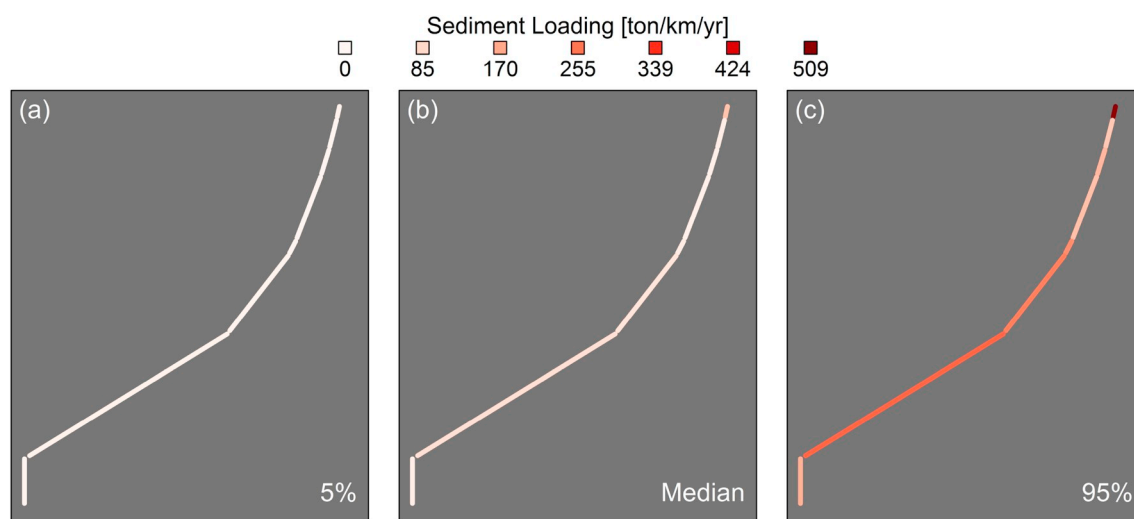 Sediment Loading [ton/km/yr]
0 85 170 255 339 424 509
(a) (b) (c)
5% Median 95%